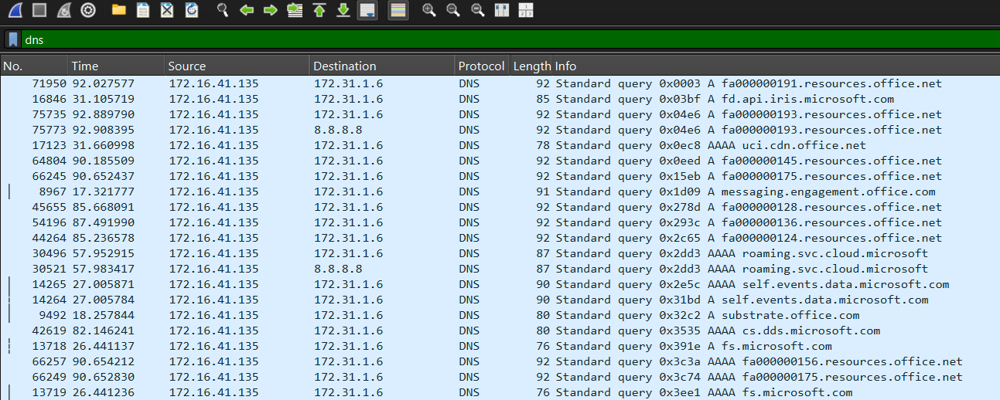 dns
No. Time Source Destination Protocol Length Info
71950 92.027577 172.16.41.135 172.31.1.6 DNS 92 Standard query 0x0003 A fa000000191.resources.office.net
16846 31.105719 172.16.41.135 172.31.1.6 DNS 85 Standard query 0x03bf A fd.api.iris.microsoft.com
75735 92.889790 172.16.41.135 172.31.1.6 DNS 92 Standard query 0x04e6 A fa000000193.resources.office.net
75773 92.908395 172.16.41.135 8.8.8.8 DNS 92 Standard query 0x04e6 A fa000000193.resources.office.net
17123 31.660998 172.16.41.135 172.31.1.6 DNS 78 Standard query 0x0ec8 AAAA uci.cdn.office.net
64804 90.185509 172.16.41.135 172.31.1.6 DNS 92 Standard query 0x0eed A fa000000145.resources.office.net
66245 90.652437 172.16.41.135 172.31.1.6 DNS 92 Standard query 0x15eb A fa000000175.resources.office.net
8967 17.321777 172.16.41.135 172.31.1.6 DNS 91 Standard query 0x1d09 A messaging.engagement.office.com
45655 85.668091 172.16.41.135 172.31.1.6 DNS 92 Standard query 0x278d A fa000000128.resources.office.net
54196 87.491990 172.16.41.135 172.31.1.6 DNS 92 Standard query 0x293c A fa000000136.resources.office.net
44264 85.236578 172.16.41.135 172.31.1.6 DNS 92 Standard query 0x2c65 A fa000000124.resources.office.net
30496 57.952915 172.16.41.135 172.31.1.6 DNS 87 Standard query 0x2dd3 AAAA roaming.svc.cloud.microsoft
30521 57.983417 172.16.41.135 8.8.8.8 DNS 87 Standard query 0x2dd3 AAAA roaming.svc.cloud.microsoft
14265 27.005871 172.16.41.135 172.31.1.6 DNS 90 Standard query 0x2e5c AAAA self.events.data.microsoft.com
14264 27.005784 172.16.41.135 172.31.1.6 DNS 90 Standard query 0x31bd A self.events.data.microsoft.com
9492 18.257844 172.16.41.135 172.31.1.6 DNS 80 Standard query 0x32c2 A substrate.office.com
42619 82.146241 172.16.41.135 172.31.1.6 DNS 80 Standard query 0x3535 AAAA cs.dds.microsoft.com
13718 26.441137 172.16.41.135 172.31.1.6 DNS 76 Standard query 0x391e A fs.microsoft.com
66257 90.654212 172.16.41.135 172.31.1.6 DNS 92 Standard query 0x3c3a AAAA fa000000156.resources.office.net
66249 90.652830 172.16.41.135 172.31.1.6 DNS 92 Standard query 0x3c74 AAAA fa000000175.resources.office.net
13719 26.441236 172.16.41.135 172.31.1.6 DNS 76 Standard query 0x3ee1 A fs.microsoft.com